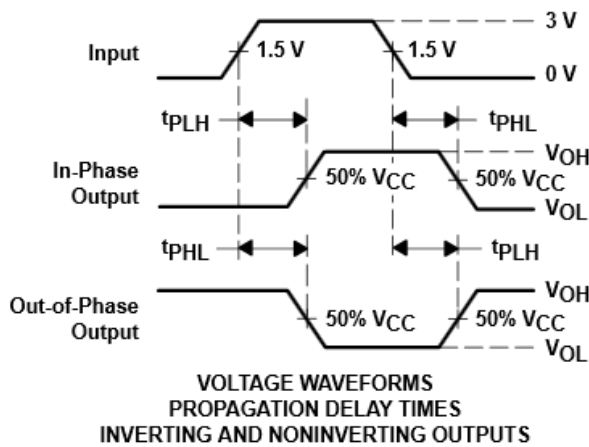 3 V
Input
1.5 V
1.5 V
0 V
tPLH
tPHL
In-Phase
Output
VOH
50% VCC
50% VCC
VOL
tPHL
tPLH
Out-of-Phase
Output
VOH
50% VCC
50% VCC
VOL
VOLTAGE WAVEFORMS
PROPAGATION DELAY TIMES
INVERTING AND NONINVERTING OUTPUTS